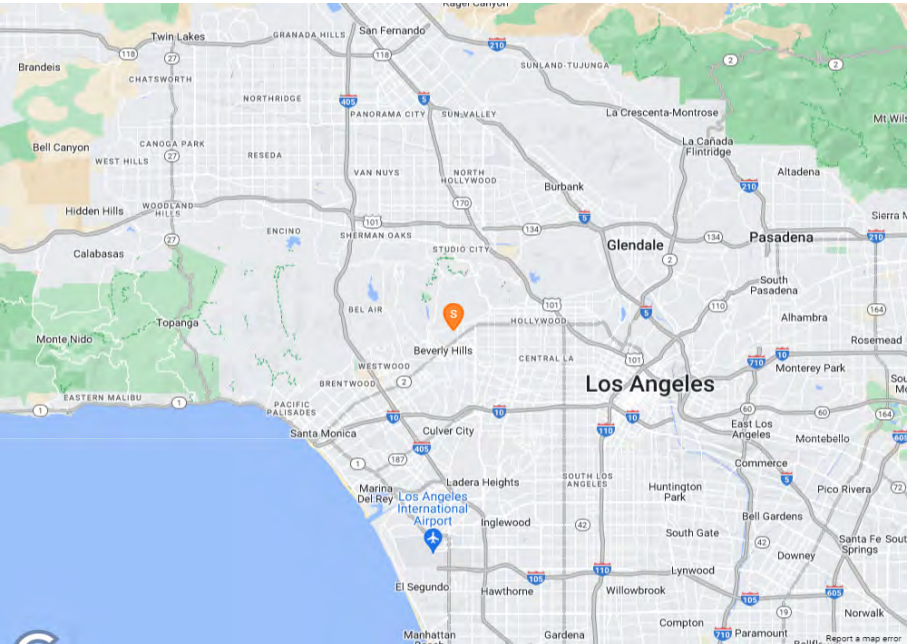 Kagel Canyon
Twin Lakes
GRANADA HILLS
San Fernando
118
27
118
210
Brandeis
CHATSWORTH
SUNLAND-TUJUNGA
2
2
NORTHRIDGE
405
5
PANORAMA CITY
SUN VALLEY
La Crescenta-Montrose
Bell Canyon
CANOGA PARK
27
WEST HILLS
RESEDA
La Cañada
Flintridge
VAN NUYS
NORTH
HOLLYWOOD
Altadena
Burbank
210
Hidden Hills
WOODLAND
HILLS
170
5
101
134
ENCINO
SHERMAN OAKS
27
STUDIO CITY
Glendale
134
Pasadena
210
Calabasas
2
South
Pasadena
BEL AIR
101
5
110
164
Topanga
S
HOLLYWOOD
Alhambra
Monte Nido
Beverly Hills
CENTRAL LA
101
710
10
Rosemead
WESTWOOD
Monterey Park
BRENTWOOD
2
Los Angeles
EASTERN MALIBU
1
1
PACIFIC
PALISADES
10
10
110
10
60
60
164
Santa Monica
Culver City
East Los
Angeles
Montebello
605
405
187
1
Commerce
5
Marina
Del Rey
Ladera Heights
SOUTH LOS
ANGELES
Huntington
Park
Pico Rivera
72
Los Angeles
International
Airport
Inglewood
42
Bell Gardens
South Gate
42
Santa Fe
Springs
Downey
El Segundo
105
110
Lynwood
Hawthorne
Willowbrook
105
605
19
Norwalk
Compton
Manhattan
Gardena
710
Paramount
Report a map error